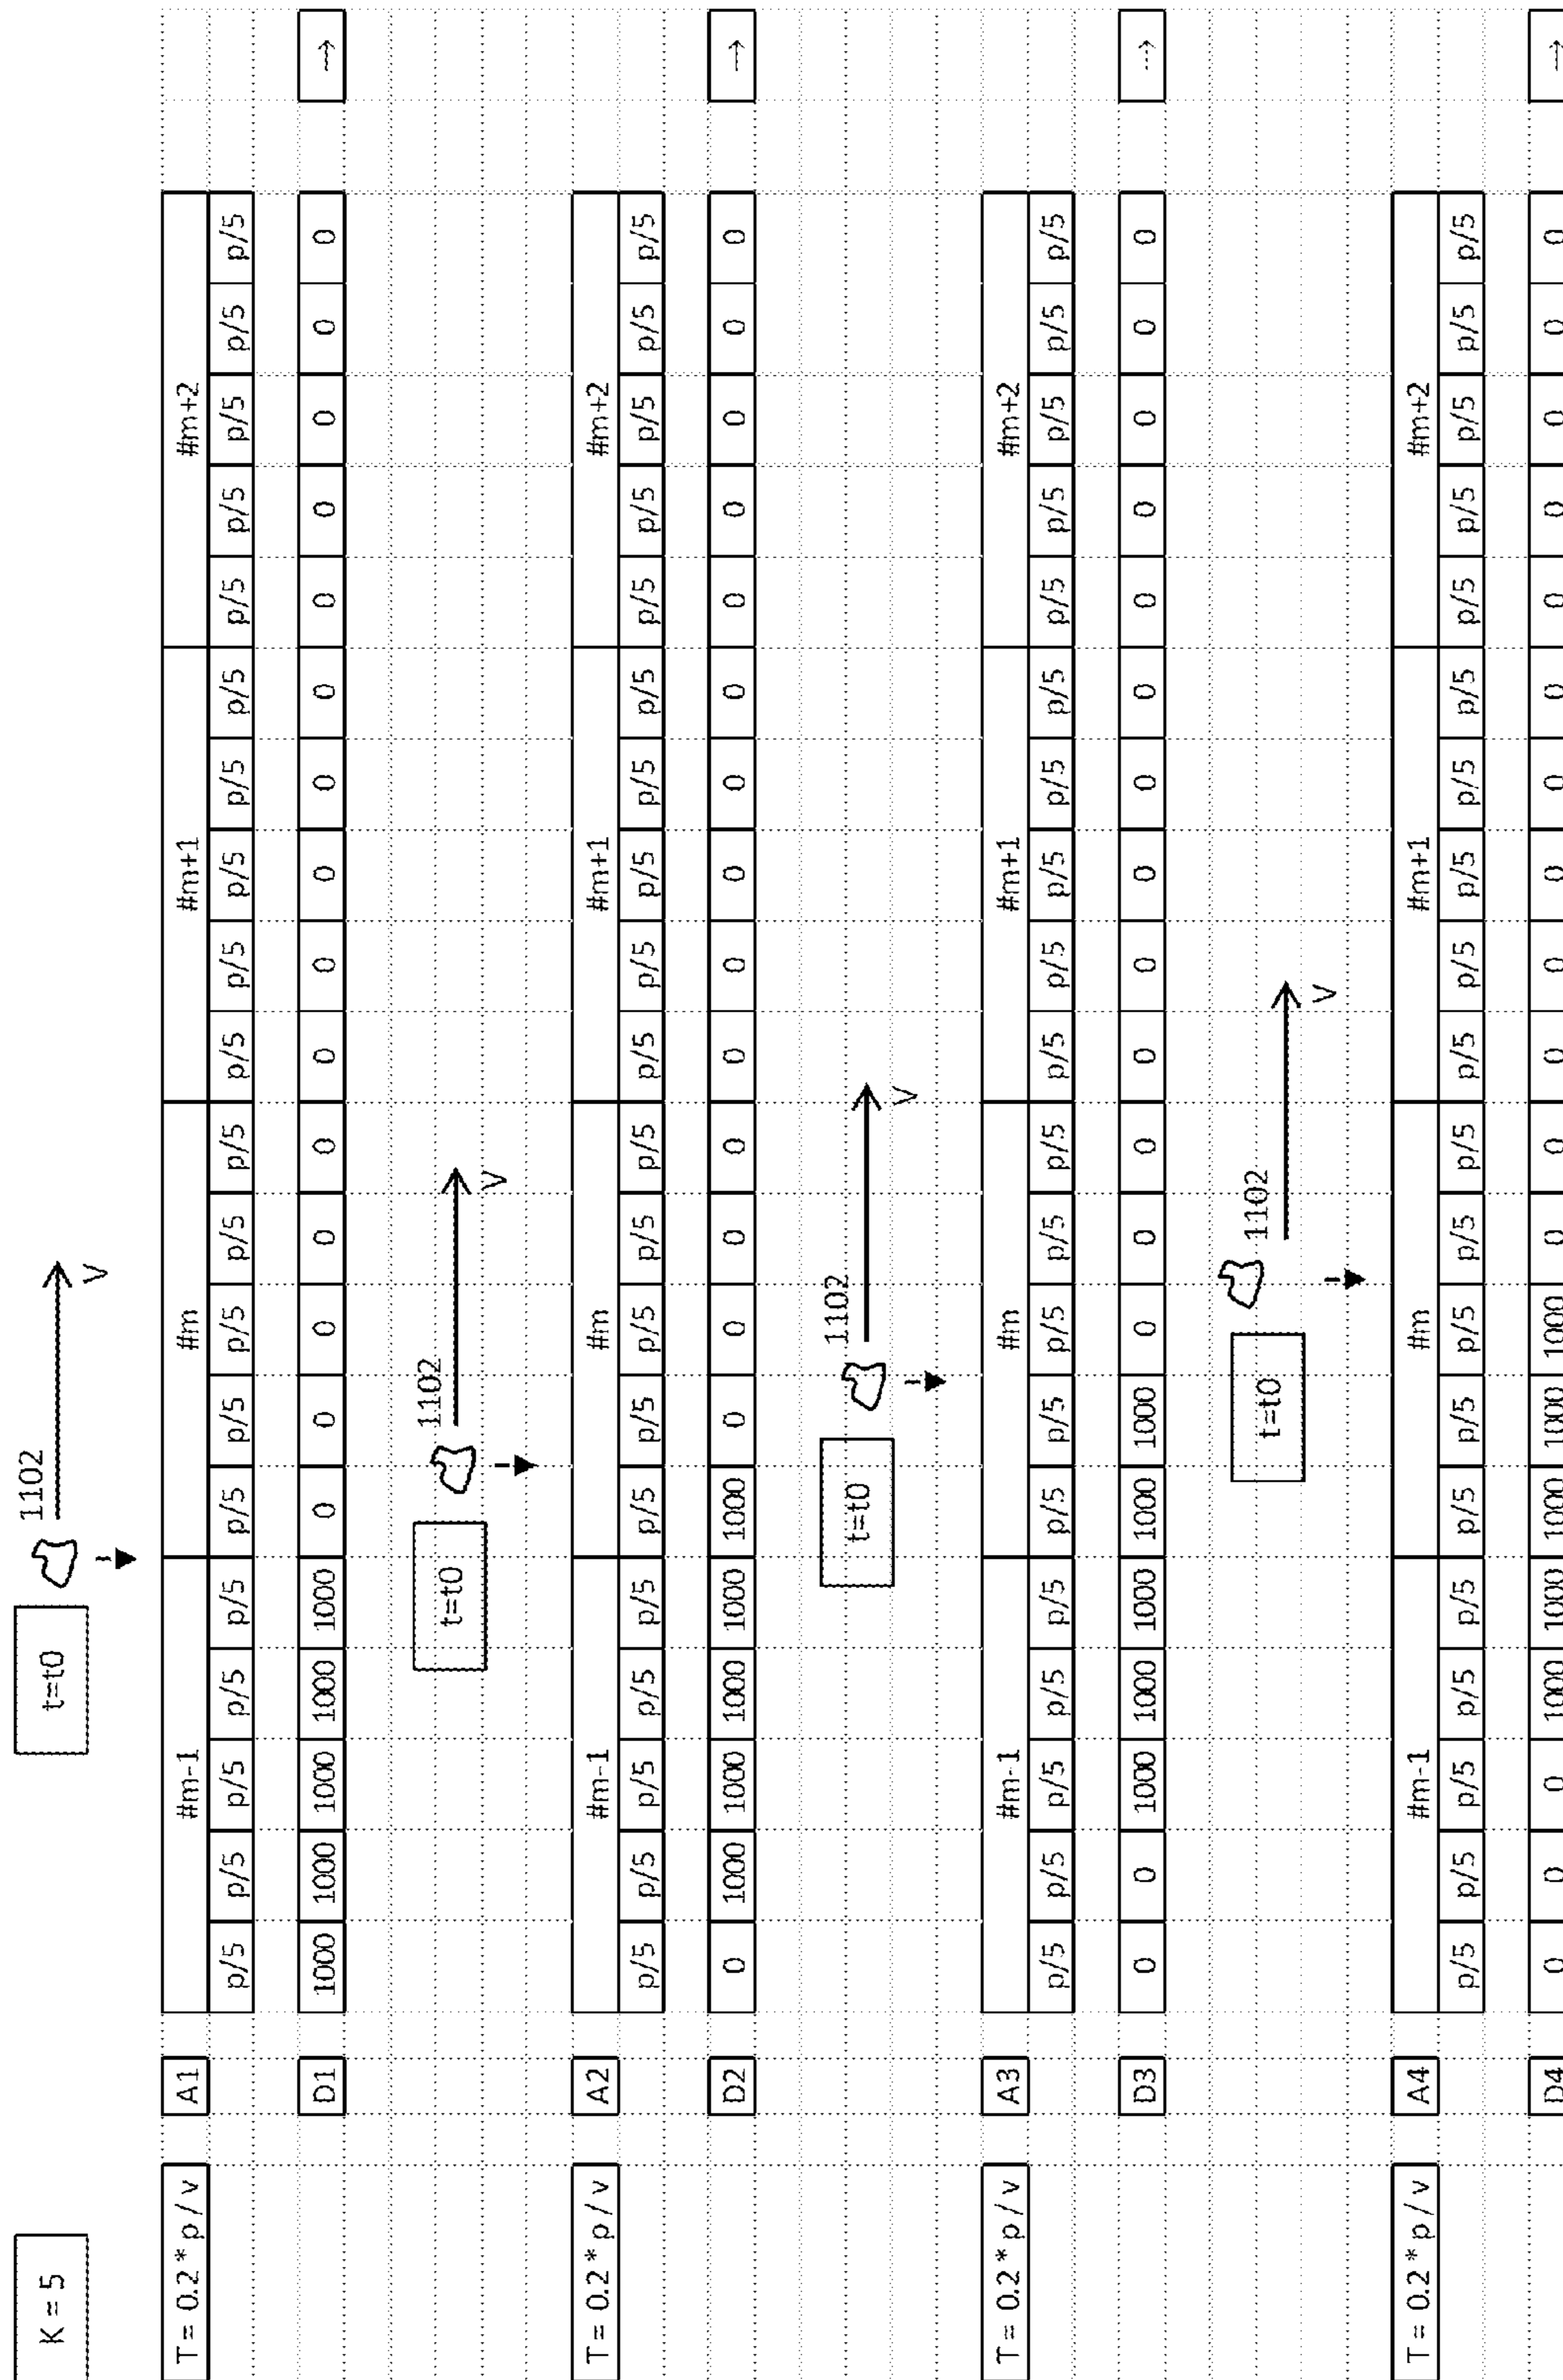 K = 5 t=t0 1102
V
T = 0.2 * p / v A1 #m-1 #m #m+1 #m+2
p/5 p/5 p/5 p/5 p/5 p/5 p/5 p/5 p/5 p/5 p/5 p/5 p/5 p/5 p/5 p/5 p/5 p/5 p/5 p/5
D1 1000 1000 1000 1000 1000 0 0 0 0 0 0 0 0 0 0 0 0 0 0 0 →
t=t0 1102
V
T = 0.2 * p / v A2 #m-1 #m #m+1 #m+2
p/5 p/5 p/5 p/5 p/5 p/5 p/5 p/5 p/5 p/5 p/5 p/5 p/5 p/5 p/5 p/5 p/5 p/5 p/5 p/5
D2 0 1000 1000 1000 1000 1000 0 0 0 0 0 0 0 0 0 0 0 0 0 0 →
t=t0 1102
V
T = 0.2 * p / v A3 #m-1 #m #m+1 #m+2
p/5 p/5 p/5 p/5 p/5 p/5 p/5 p/5 p/5 p/5 p/5 p/5 p/5 p/5 p/5 p/5 p/5 p/5 p/5 p/5
D3 0 0 1000 1000 1000 1000 1000 0 0 0 0 0 0 0 0 0 0 0 0 0 →
t=t0 1102
V
T = 0.2 * p / v A4 #m-1 #m #m+1 #m+2
p/5 p/5 p/5 p/5 p/5 p/5 p/5 p/5 p/5 p/5 p/5 p/5 p/5 p/5 p/5 p/5 p/5 p/5 p/5 p/5
D4 0 0 0 1000 1000 1000 1000 1000 0 0 0 0 0 0 0 0 0 0 0 0 →